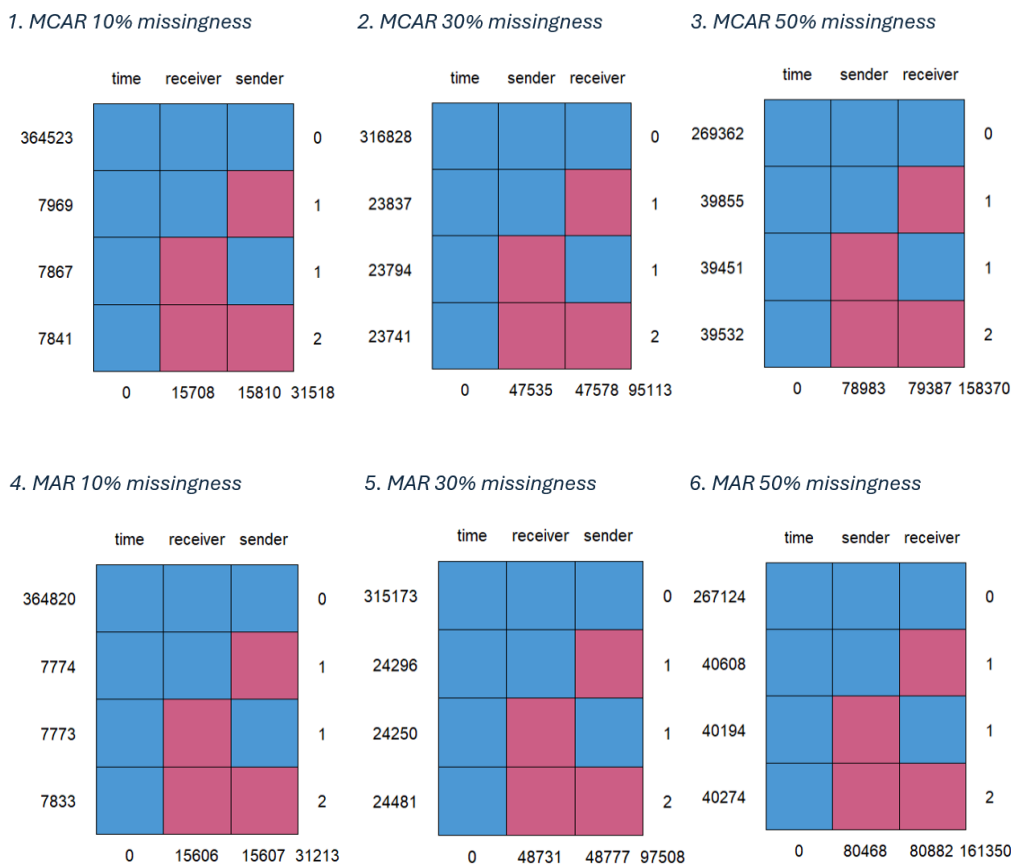 1. MCAR 10% missingness
time receiver sender
364523 0
7969 1
7867 1
7841 2
0 15708 15810 31518
2. MCAR 30% missingness
time sender receiver
316828 0
23837 1
23794 1
23741 2
0 47535 47578 95113
3. MCAR 50% missingness
time sender receiver
269362 0
39855 1
39451 1
39532 2
0 78983 79387 158370
4. MAR 10% missingness
time receiver sender
364820 0
7774 1
7773 1
7833 2
0 15606 15607 31213
5. MAR 30% missingness
time receiver sender
315173 0
24296 1
24250 1
24481 2
0 48731 48777 97508
6. MAR 50% missingness
time sender receiver
267124 0
40608 1
40194 1
40274 2
0 80468 80882 161350